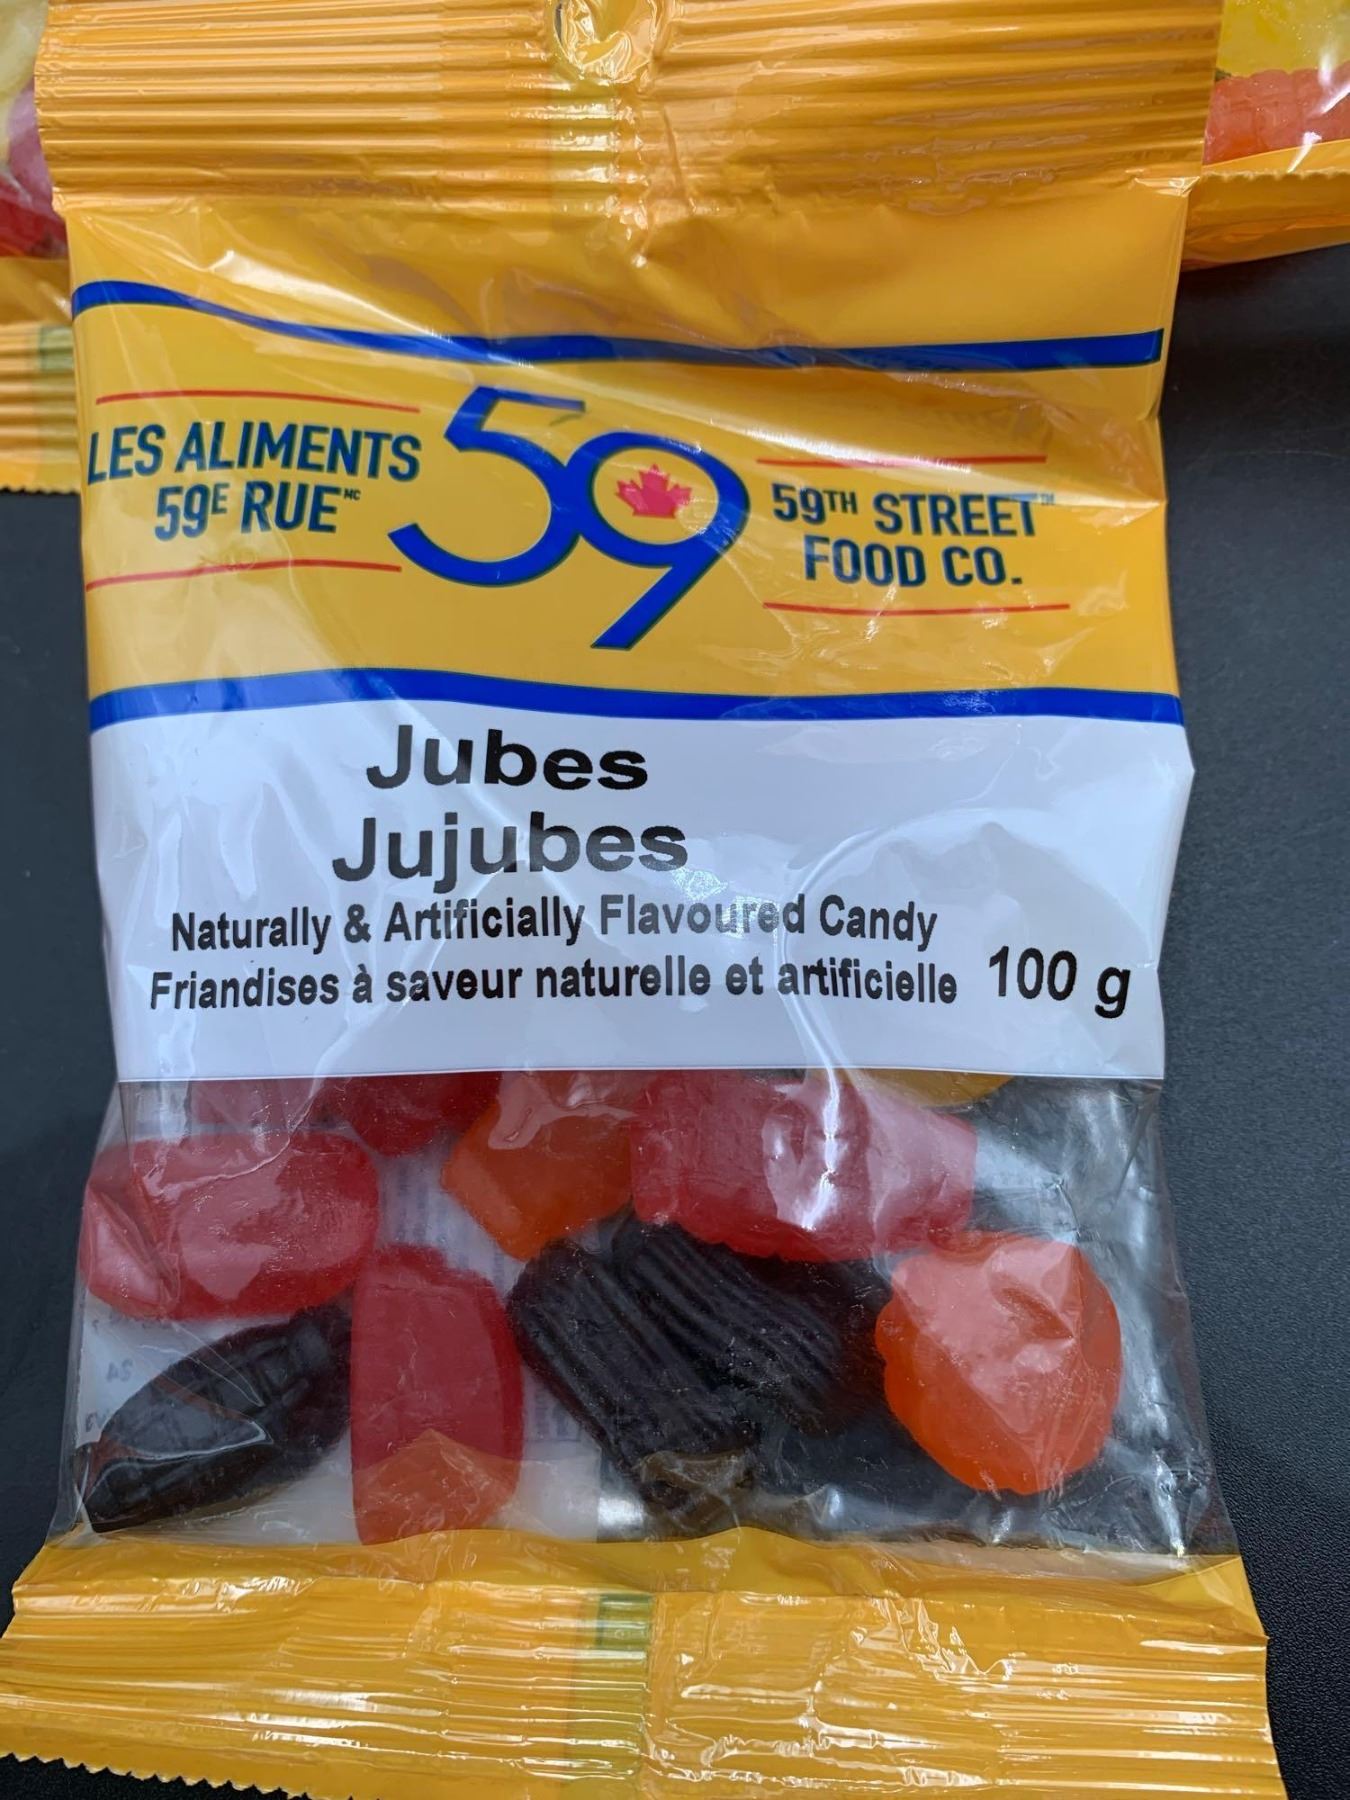 LES ALIMENTS
59E RUE MC
59
59TH STREET TM
FOOD CO.
Jubes
Jujubes
Naturally & Artificially Flavoured Candy
Friandises à saveur naturelle et artificielle 100 g